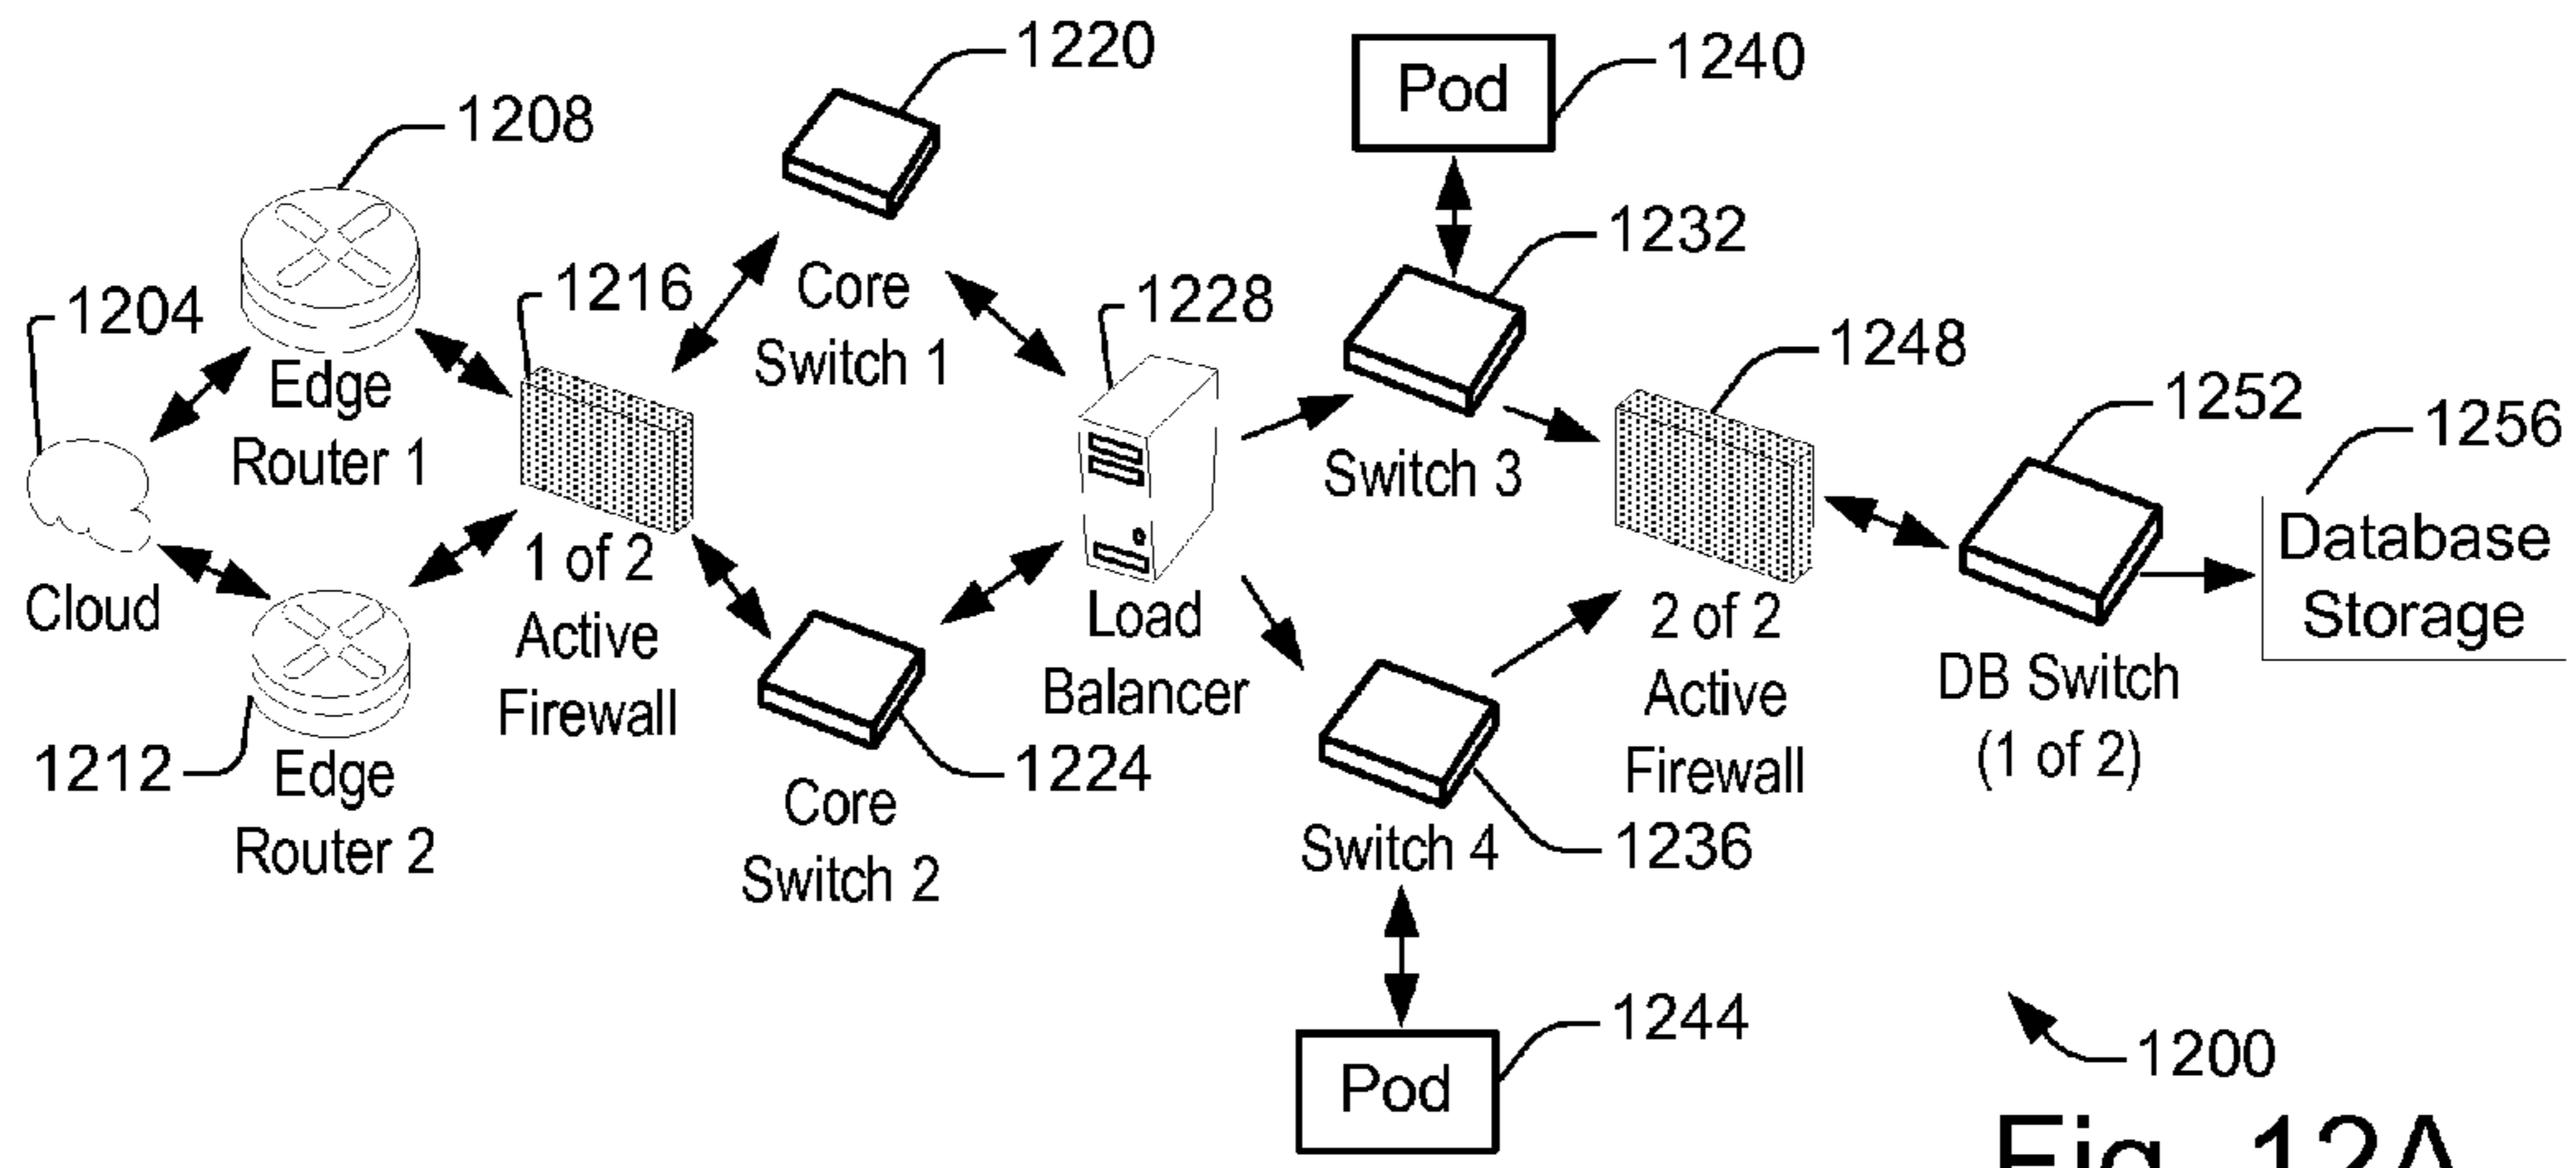 1220
Pod
1240
1208
1232
1216
1204
Core
Switch 1
1228
1248
Edge
Router 1
1252
1256
Switch 3
Cloud
1 of 2
Active
Firewall
Load
Balancer
2 of 2
Active
Firewall
DB Switch
(1 of 2)
Database
Storage
1212
Edge
Router 2
1224
Core
Switch 2
Switch 4
1236
1244
Pod
1200
Fig. 12A